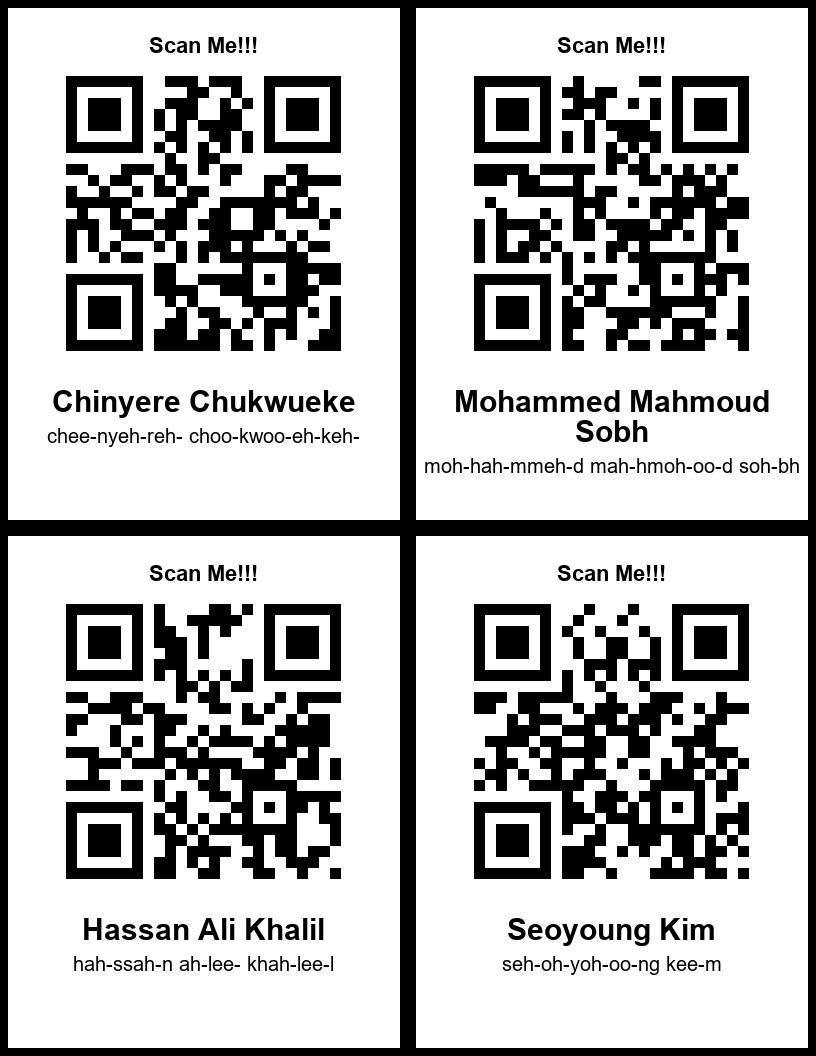 Scan Me!!!
Chinyere Chukwueke
chee-nyeh-reh- choo-kwoo-eh-keh-
Scan Me!!!
Mohammed Mahmoud
Sobh
moh-hah-mmeh-d mah-hmoh-oo-d soh-bh
Scan Me!!!
Hassan Ali Khalil
hah-ssah-n ah-lee- khah-lee-l
Scan Me!!!
Seoyoung Kim
seh-oh-yoh-oo-ng kee-m